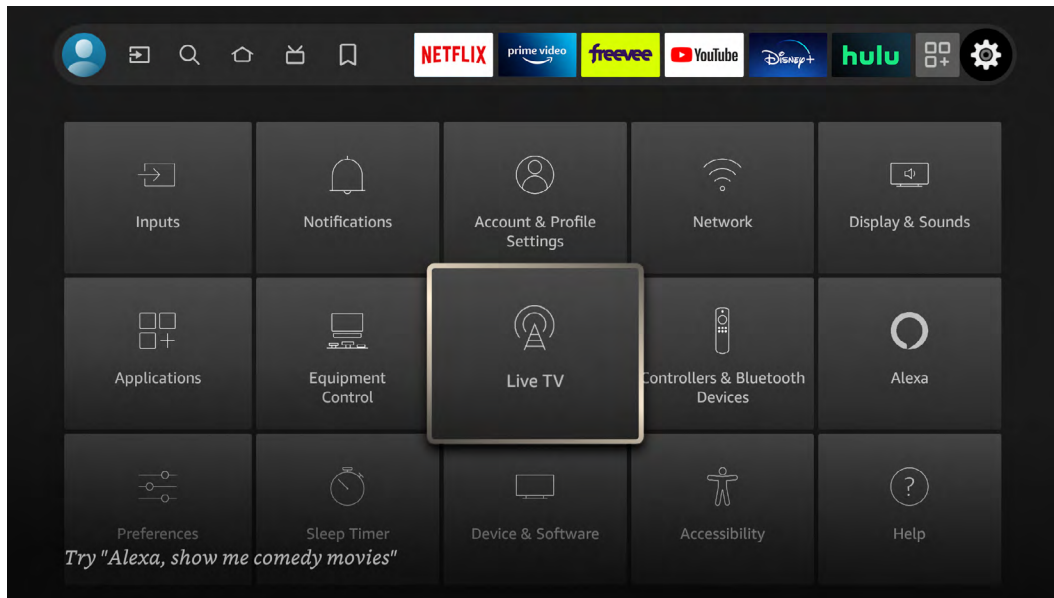 NETFLIX
prime video
freevee
YouTube
Disney+
hulu
Inputs
Notifications
Account & Profile
Settings
Network
Display & Sounds
Applications
Equipment
Control
Live TV
Controllers & Bluetooth
Devices
Alexa
Preferences
Sleep Timer
Device & Software
Accessibility
Help
Try "Alexa, show me comedy movies"